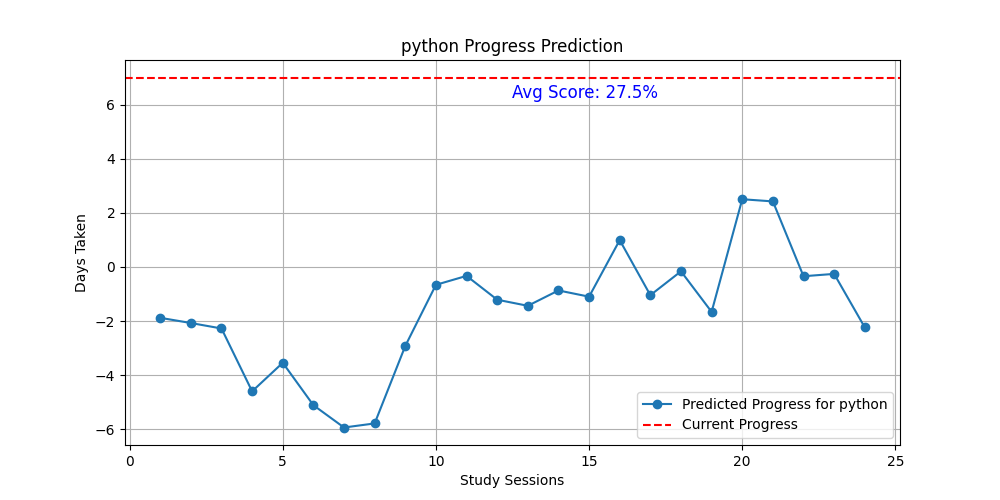 python Progress Prediction
Avg Score: 27.5%
Days Taken
6
4
2
0
−2
−4
−6
0 5 10 15 20 25
Study Sessions
Predicted Progress for python
Current Progress